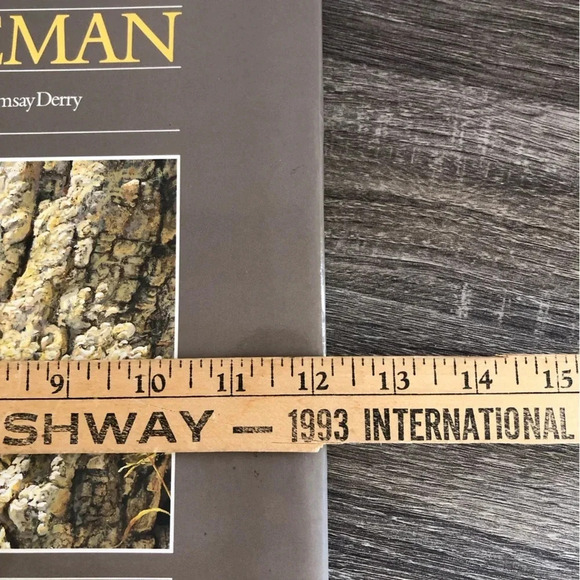 EMAN
msay Derry
9 10 11 12 13 14 15
SHWAY — 1993 INTERNATIONAL